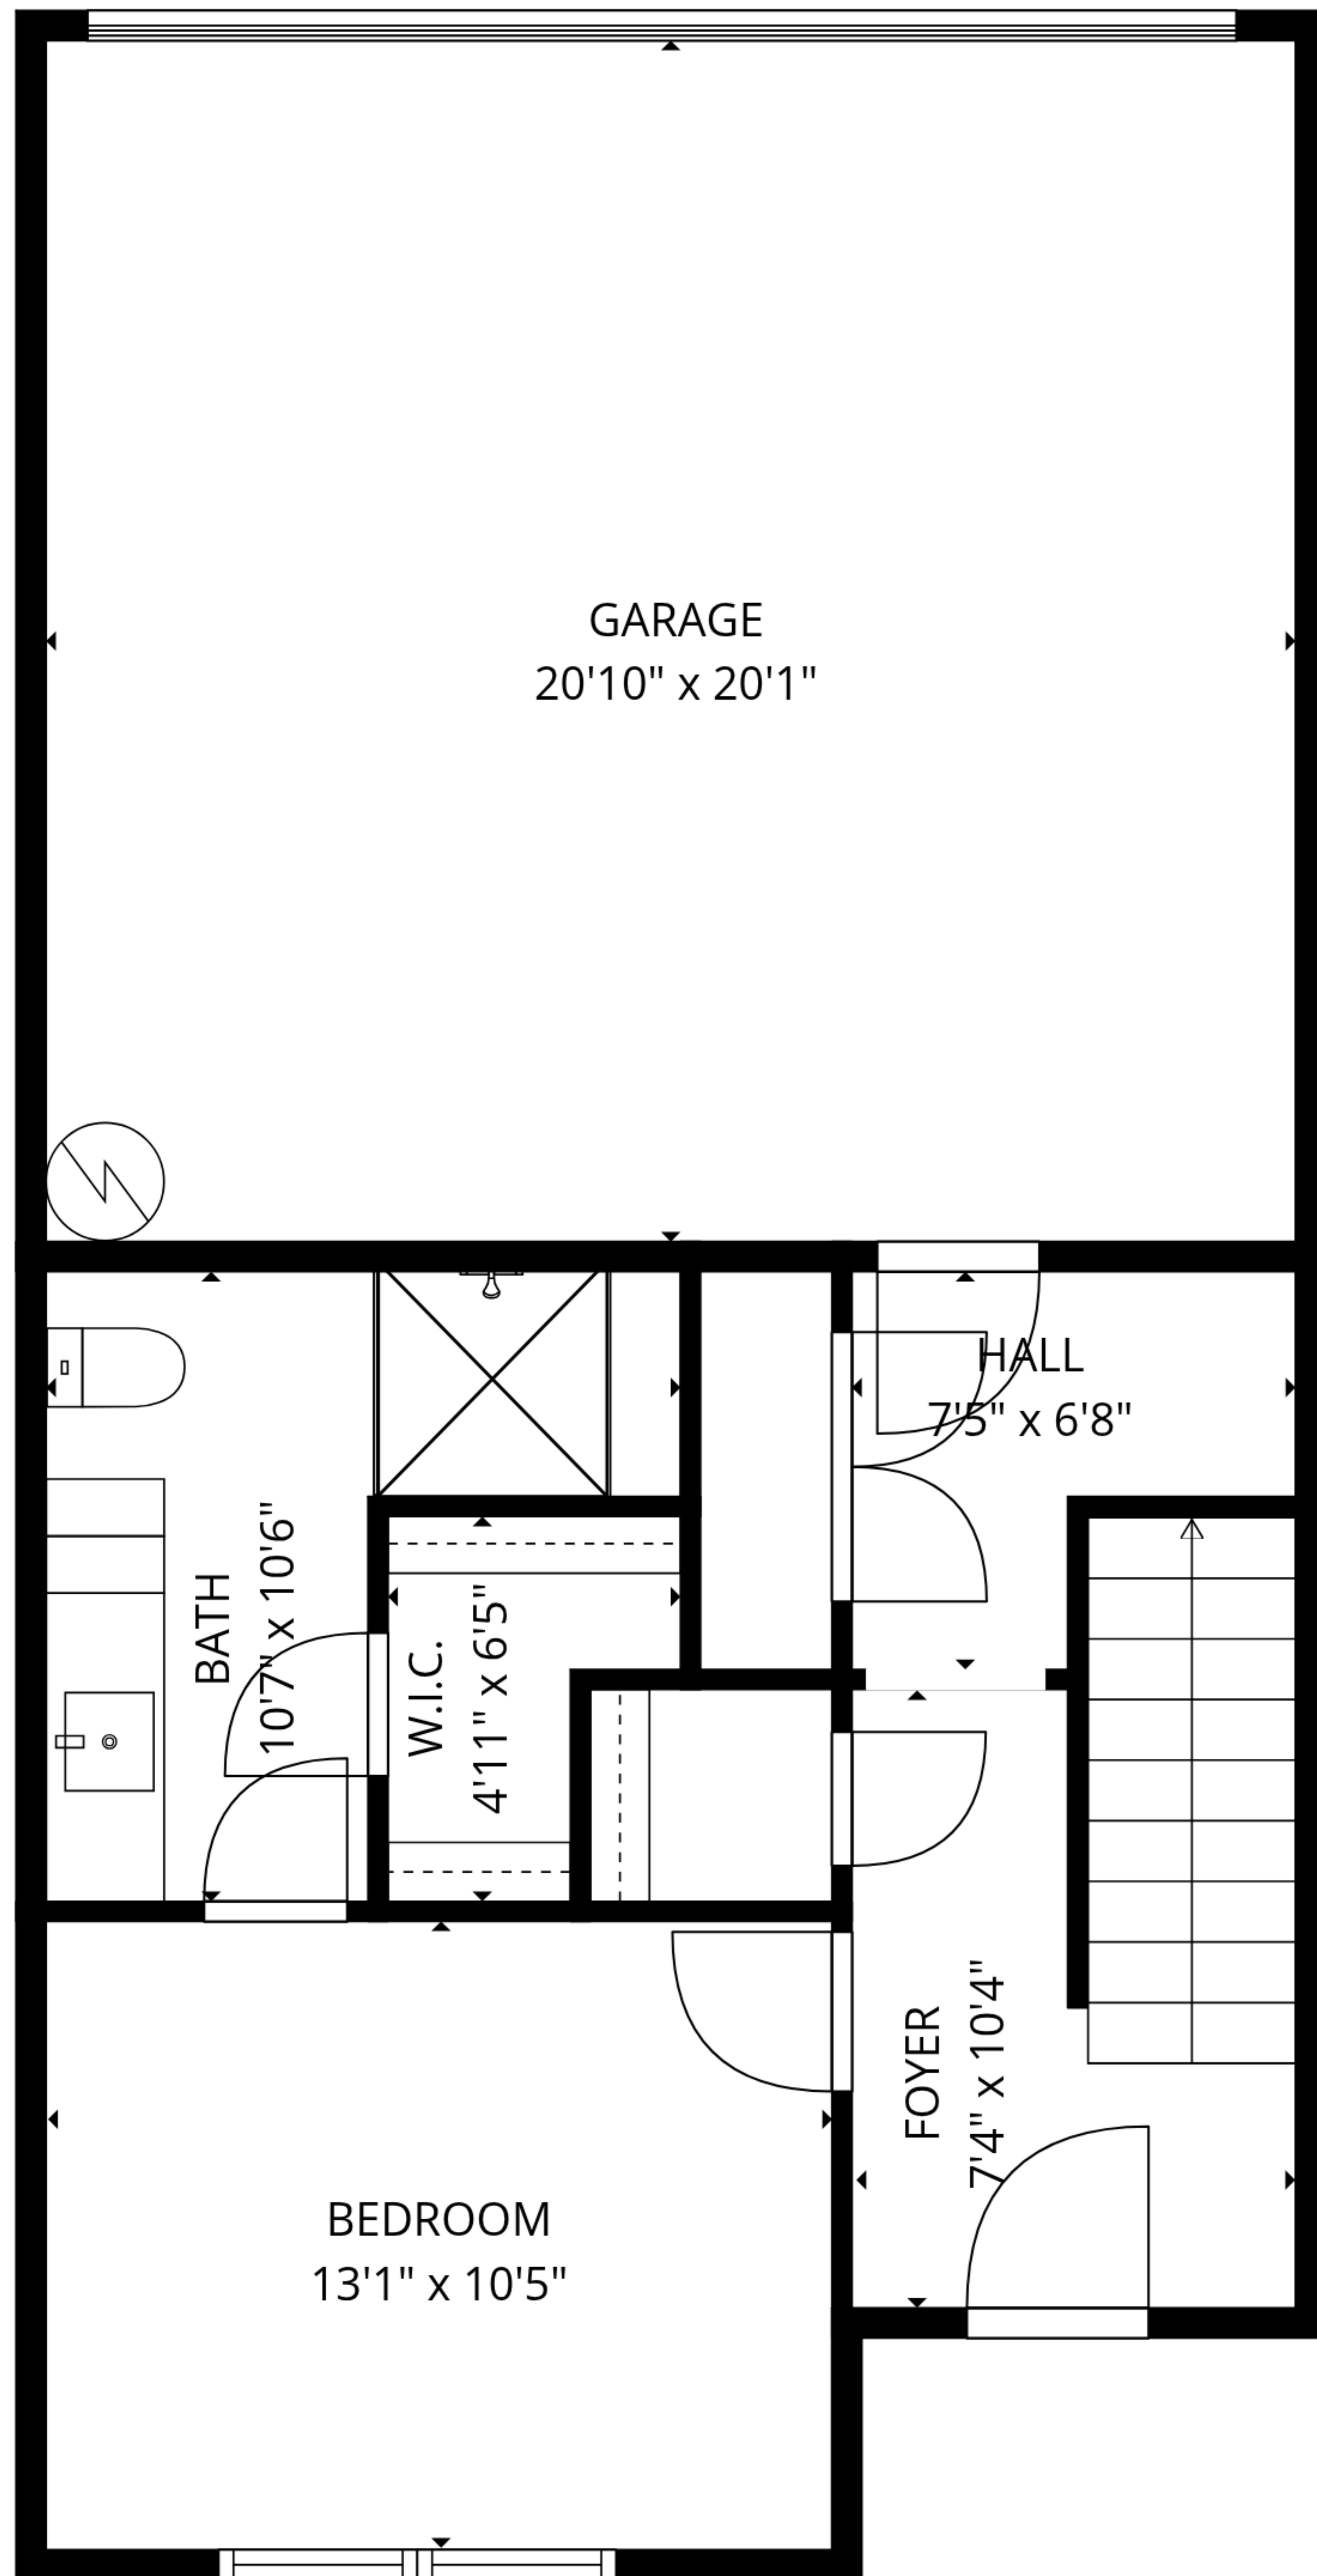 GARAGE
20'10" x 20'1"
HALL
7'5" x 6'8"
BATH
10'7" x 10'6"
W.I.C.
4'11" x 6'5"
FOYER
7'4" x 10'4"
BEDROOM
13'1" x 10'5"